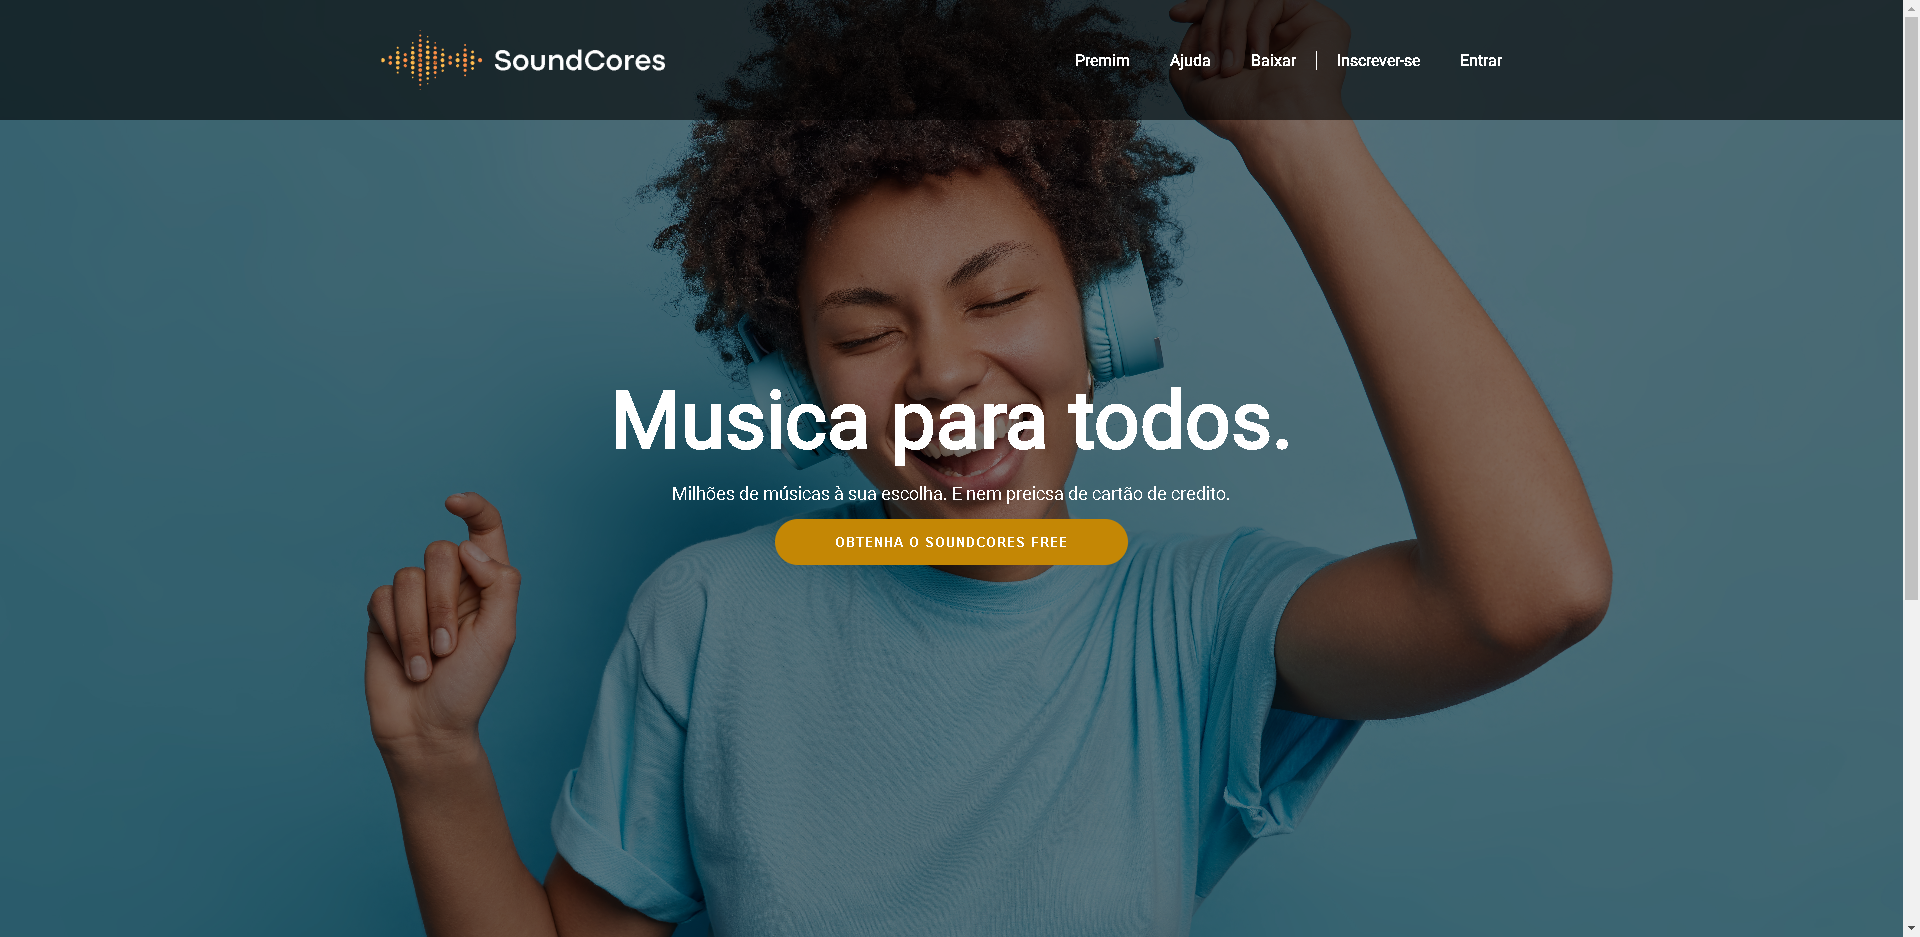 SoundCores
Premim Ajuda Baixar Inscrever-se Entrar
Musica para todos.
Milhões de músicas à sua escolha. E nem preicsa de cartão de credito.
OBTENHA O SOUNDCORES FREE